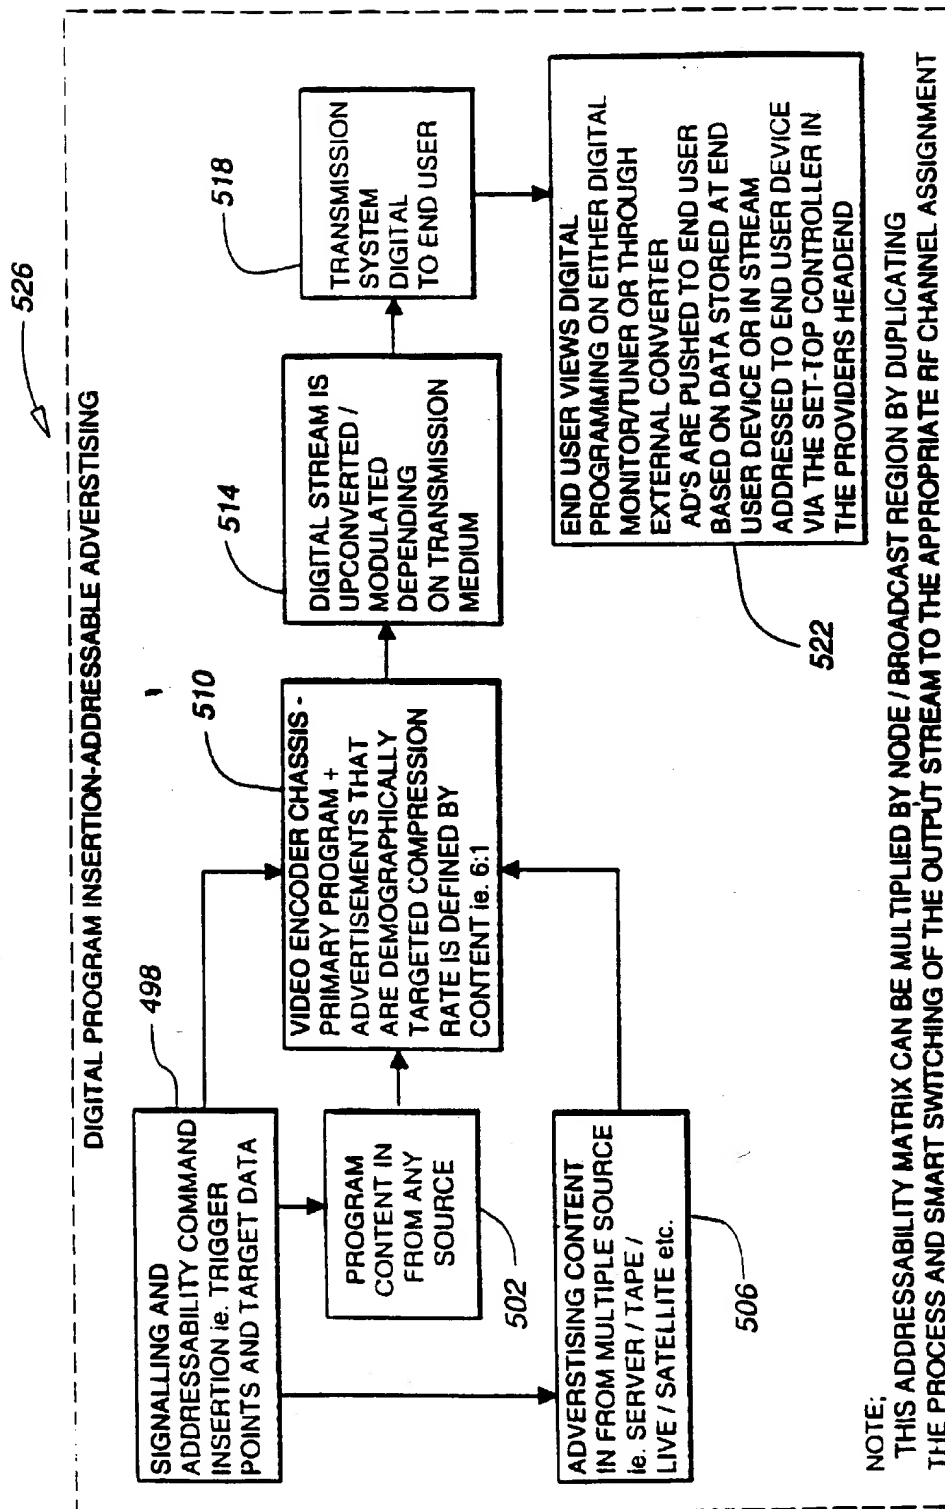 526
DIGITAL PROGRAM INSERTION-ADDRESSABLE ADVERSTISING
498
SIGNALLING AND
ADDRESSABILITY COMMAND
INSERTION ie. TRIGGER
POINTS AND TARGET DATA
PROGRAM
CONTENT IN
FROM ANY
SOURCE
502
ADVERSTISING CONTENT
IN FROM MULTIPLE SOURCE
ie. SERVER / TAPE /
LIVE / SATELLITE etc.
506
510
VIDEO ENCODER CHASSIS -
PRIMARY PROGRAM +
ADVERTISEMENTS THAT
ARE DEMOGRAPHICALLY
TARGETED COMPRESSION
RATE IS DEFINED BY
CONTENT ie. 6:1
514
DIGITAL STREAM IS
UPCONVERTED /
MODULATED
DEPENDING
ON TRANSMISSION
MEDIUM
518
TRANSMISSION
SYSTEM
DIGITAL
TO END USER
END USER VIEWS DIGITAL
PROGRAMMING ON EITHER DIGITAL
MONITOR/TUNER OR THROUGH
EXTERNAL CONVERTER
AD'S ARE PUSHED TO END USER
BASED ON DATA STORED AT END
USER DEVICE OR IN STREAM
ADDRESSED TO END USER DEVICE
VIA THE SET-TOP CONTROLLER IN
THE PROVIDERS HEADEND
522
NOTE;
THIS ADDRESSABILITY MATRIX CAN BE MULTIPLIED BY NODE / BROADCAST REGION BY DUPLICATING
THE PROCESS AND SMART SWITCHING OF THE OUTPUT STREAM TO THE APPROPRIATE RF CHANNEL ASSIGNMENT